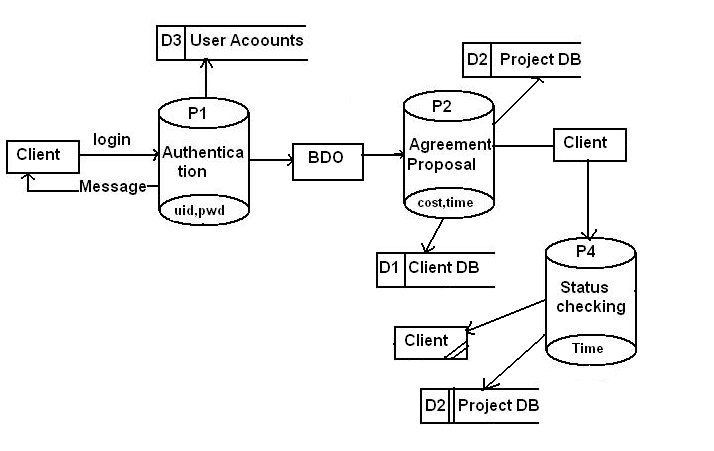 D3 User Acoounts
D2 Project DB
P1
P2
login
Client
Authentica
tion
BDO
Agreement
Proposal
Client
Message
uid,pwd
cost,time
P4
D1 Client DB
Status
checking
Client
Time
D2 Project DB